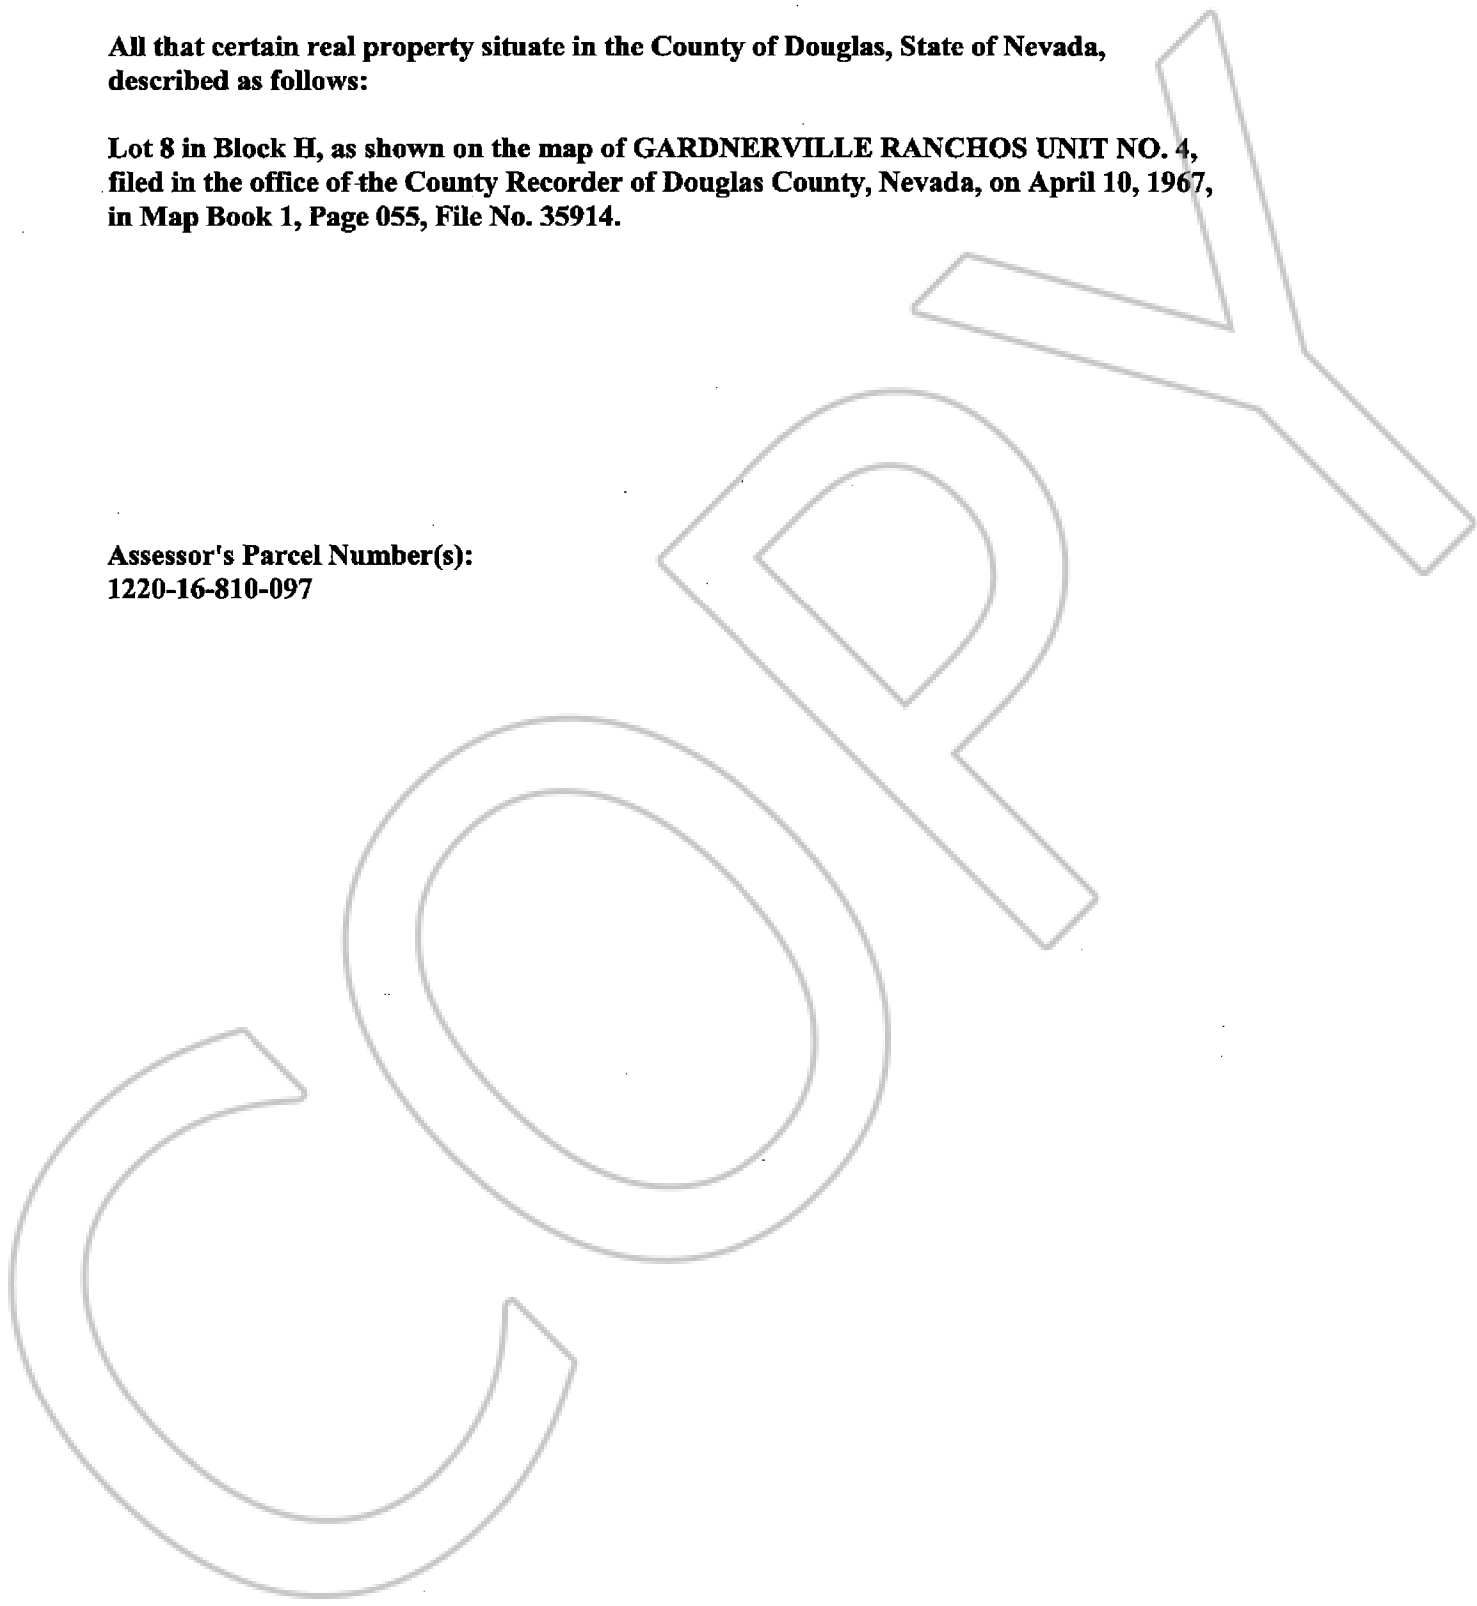 All that certain real property situate in the County of Douglas, State of Nevada,
described as follows:
Lot 8 in Block H, as shown on the map of GARDNERVILLE RANCHOS UNIT NO. 4,
filed in the office of the County Recorder of Douglas County, Nevada, on April 10, 1967,
in Map Book 1, Page 055, File No. 35914.
Assessor's Parcel Number(s):
1220-16-810-097
COPY